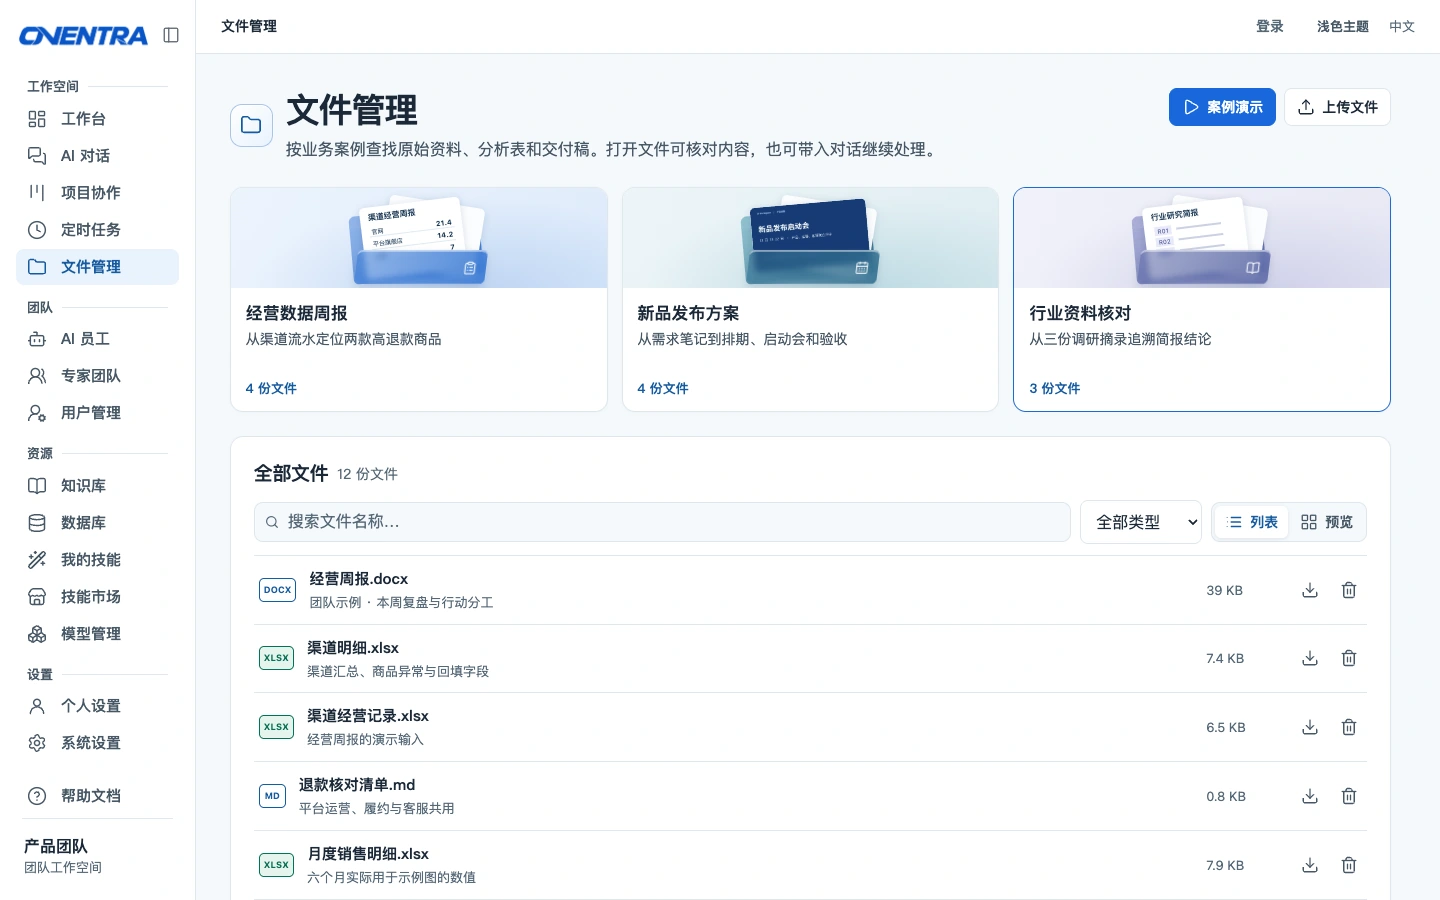 CNENTRA
工作空间
工作台
AI 对话
项目协作
定时任务
文件管理
团队
AI 员工
专家团队
用户管理
资源
知识库
数据库
我的技能
技能市场
模型管理
设置
个人设置
系统设置
帮助文档
产品团队
团队工作空间
文件管理
登录
浅色主题
中文
文件管理
按业务案例查找原始资料、分析表和交付稿。打开文件可核对内容，也可带入对话继续处理。
案例演示
上传文件
渠道经营周报
官网 21.4
平台旗舰店 14.2
7
经营数据周报
从渠道流水定位两款高退款商品
4 份文件
新品发布启动会
新品发布方案
从需求笔记到排期、启动会和验收
4 份文件
行业研究简报
R01
R02
行业资料核对
从三份调研摘录追溯简报结论
3 份文件
全部文件 12 份文件
搜索文件名称...
全部类型
列表
预览
DOCX 经营周报.docx 39 KB
团队示例 · 本周复盘与行动分工
XLSX 渠道明细.xlsx 7.4 KB
渠道汇总、商品异常与回填字段
XLSX 渠道经营记录.xlsx 6.5 KB
经营周报的演示输入
MD 退款核对清单.md 0.8 KB
平台运营、履约与客服共用
XLSX 月度销售明细.xlsx 7.9 KB
六个月实际用于示例图的数值